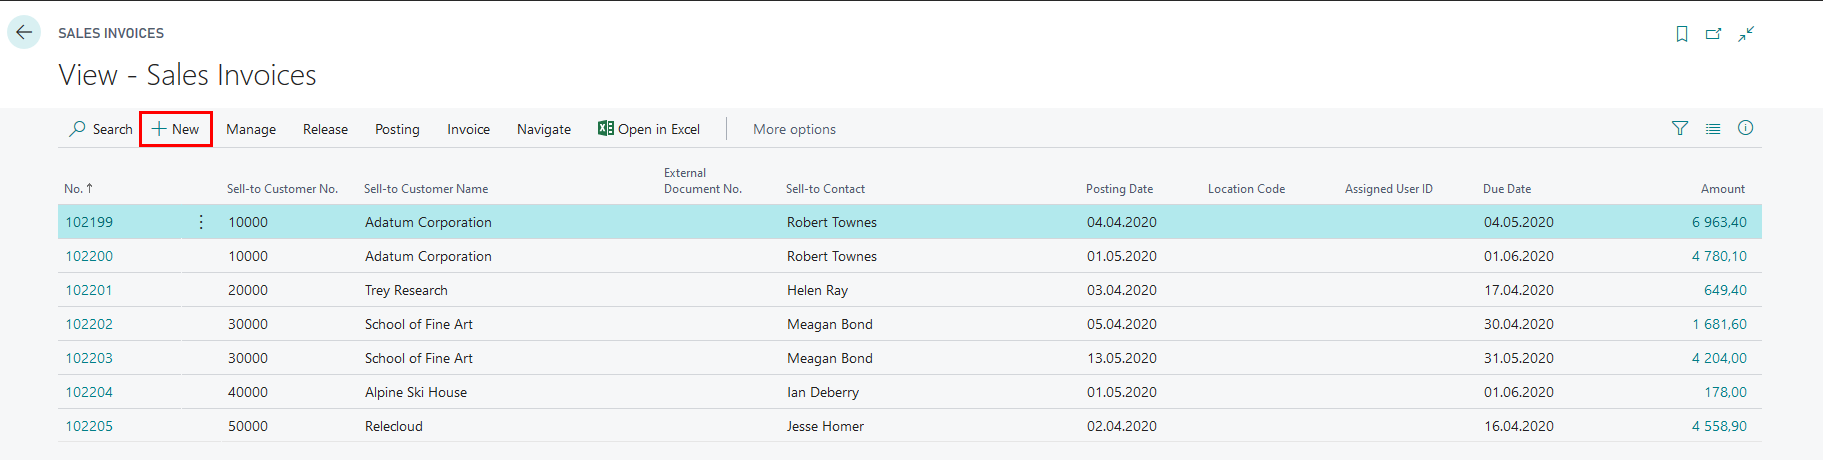 SALES INVOICES
View - Sales Invoices
Search New Manage Release Posting Invoice Navigate Open in Excel More options
No. ↑ Sell-to Customer No. Sell-to Customer Name External Document No. Sell-to Contact Posting Date Location Code Assigned User ID Due Date Amount
102199 10000 Adatum Corporation Robert Townes 04.04.2020 04.05.2020 6 963,40
102200 10000 Adatum Corporation Robert Townes 01.05.2020 01.06.2020 4 780,10
102201 20000 Trey Research Helen Ray 03.04.2020 17.04.2020 649,40
102202 30000 School of Fine Art Meagan Bond 05.04.2020 30.04.2020 1 681,60
102203 30000 School of Fine Art Meagan Bond 13.05.2020 31.05.2020 4 204,00
102204 40000 Alpine Ski House Ian Deberry 01.05.2020 01.06.2020 178,00
102205 50000 Relecloud Jesse Homer 02.04.2020 16.04.2020 4 558,90